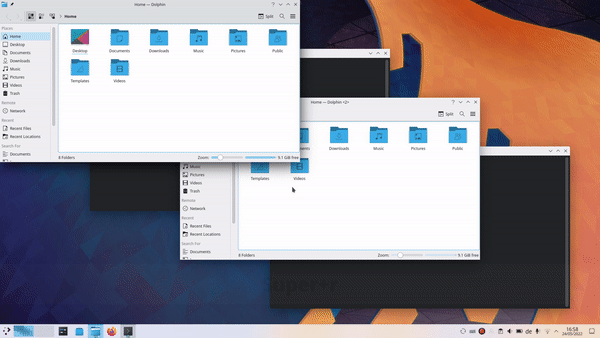 Home — Dolphin
Home
Split
Places
Home
Desktop
Documents
Downloads
Music
Pictures
Videos
Trash
Remote
Network
Recent
Recent Files
Recent Locations
Search For
Documents
Desktop
Documents
Downloads
Music
Pictures
Public
Templates
Videos
8 Folders
Zoom:
9.1 GiB free
Home — Dolphin <2>
Split
Downloads
Music
Pictures
Public
Templates
Videos
Music
Pictures
Videos
Trash
Remote
Network
Recent
Recent Files
Recent Locations
Search For
Documents
8 Folders
Zoom:
9.1 GiB free
Super+r
de
16:58
24/05/2022